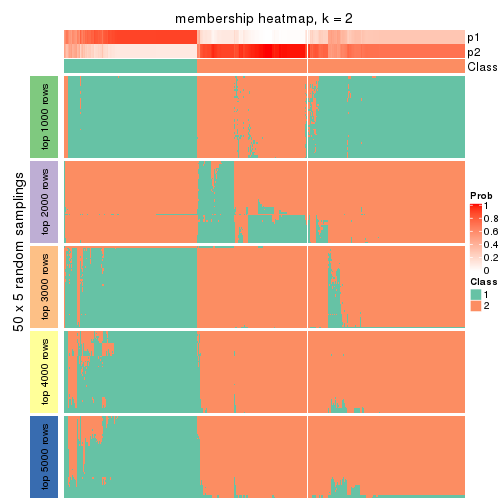 membership heatmap, k = 2
p1
p2
Class
50 x 5 random samplings
top 1000 rows
top 2000 rows
top 3000 rows
top 4000 rows
top 5000 rows
Prob
1
0.8
0.6
0.4
0.2
0
Class
1
2